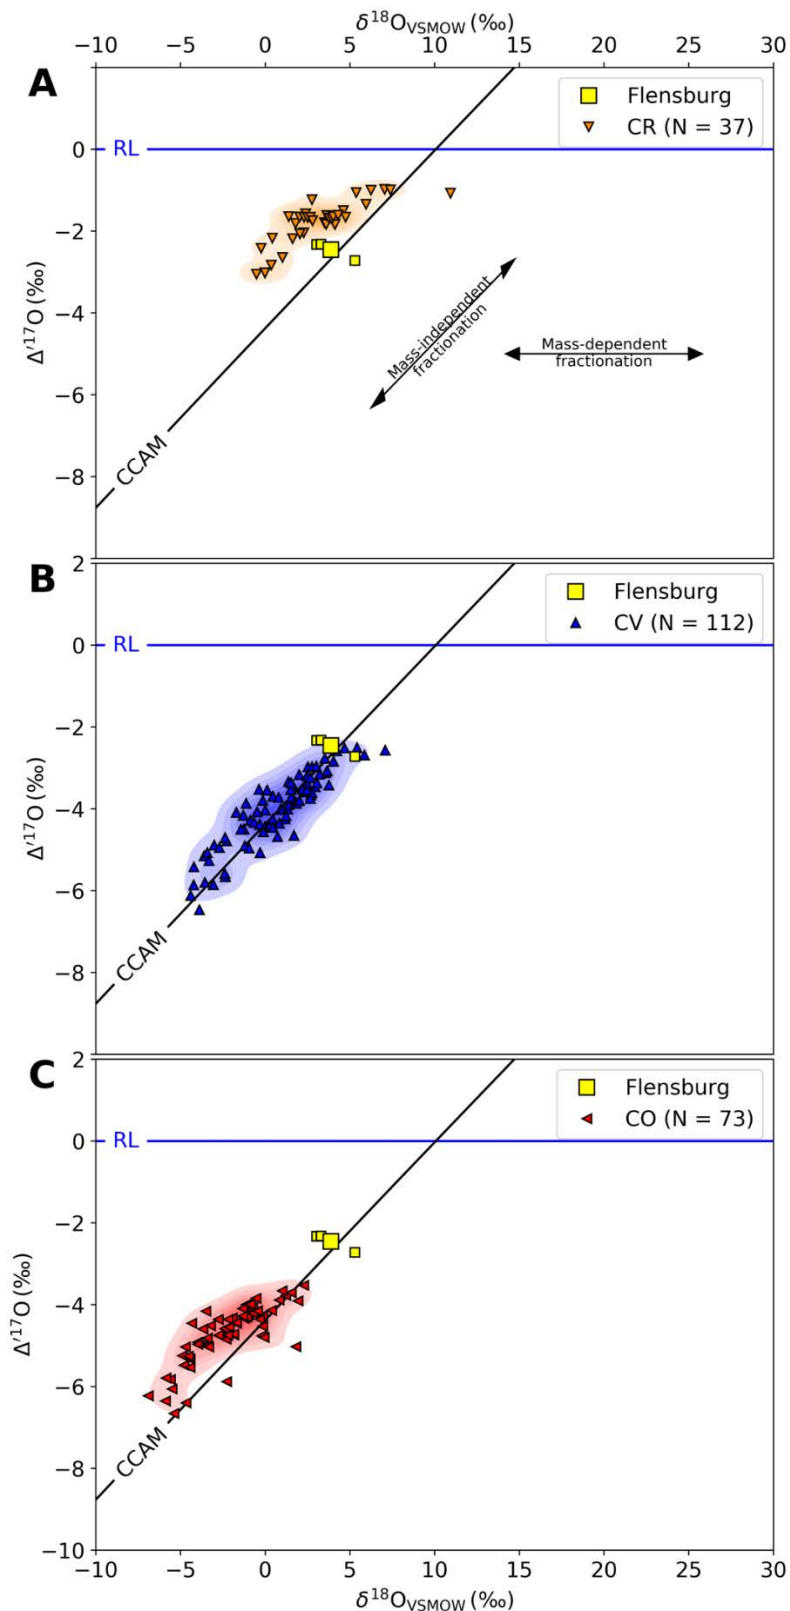 δ¹⁸O_VSMOW (‰)
−10 −5 0 5 10 15 20 25 30
A
Flensburg
CR (N = 37)
0
RL
−2
Δ′¹⁷O (‰)
−4
Mass-independent
fractionation
Mass-dependent
fractionation
−6
−8
CCAM
2
B
Flensburg
CV (N = 112)
0
RL
−2
Δ′¹⁷O (‰)
−4
−6
−8
CCAM
2
C
Flensburg
CO (N = 73)
0
RL
−2
Δ′¹⁷O (‰)
−4
−6
−8
CCAM
−10
−10 −5 0 5 10 15 20 25 30
δ¹⁸O_VSMOW (‰)